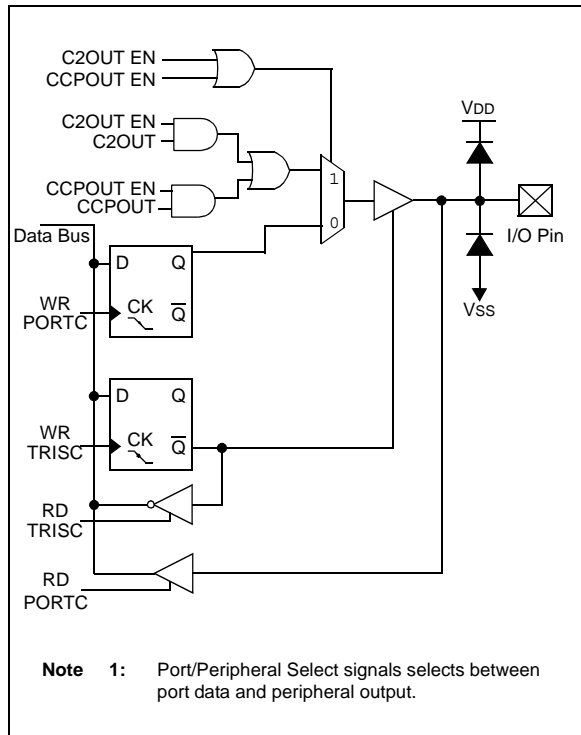 C2OUT EN
CCPOUT EN
C2OUT EN
C2OUT
CCPOUT EN
CCPOUT
1
0
VDD
I/O Pin
VSS
Data Bus
D Q
WR
PORTC
CK Q
D Q
WR
TRISC
CK Q
RD
TRISC
RD
PORTC
Note 1: Port/Peripheral Select signals selects between
port data and peripheral output.